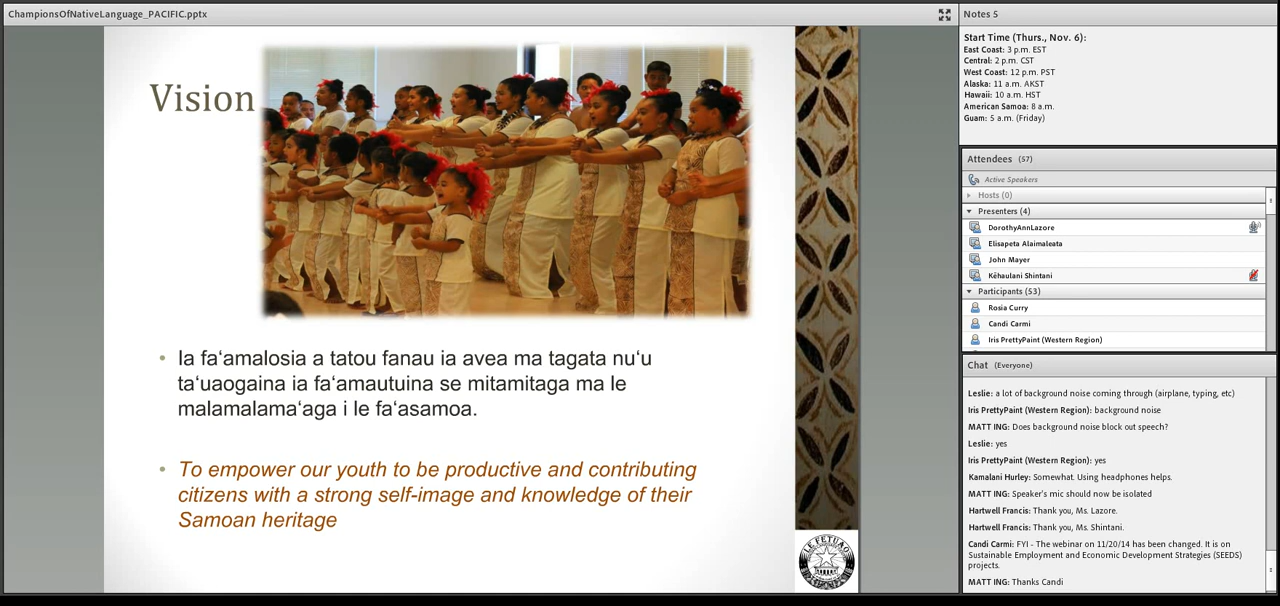 ChampionsOfNativeLanguage_PACIFIC.pptx
Vision
• Ia fa‘amalosia a tatou fanau ia avea ma tagata nu‘u
ta‘uaogaina ia fa‘amautuina se mitamitaga ma le
malamalama‘aga i le fa‘asamoa.
• To empower our youth to be productive and contributing
citizens with a strong self-image and knowledge of their
Samoan heritage
LE FETUAO
Notes 5
Start Time (Thurs., Nov. 6):
East Coast: 3 p.m. EST
Central: 2 p.m. CST
West Coast: 12 p.m. PST
Alaska: 11 a.m. AKST
Hawaii: 10 a.m. HST
American Samoa: 8 a.m.
Guam: 5 a.m. (Friday)
Attendees (57)
Active Speakers
Hosts (0)
Presenters (4)
DorothyAnnLazore
Elisapeta Alaimaleata
John Mayer
Kēhaulani Shintani
Participants (53)
Rosia Curry
Candi Carmi
Iris PrettyPaint (Western Region)
Chat (Everyone)
Leslie: a lot of background noise coming through (airplane, typing, etc)
Iris PrettyPaint (Western Region): background noise
MATT ING: Does background noise block out speech?
Leslie: yes
Iris PrettyPaint (Western Region): yes
Kamalani Hurley: Somewhat. Using headphones helps.
MATT ING: Speaker's mic should now be isolated
Hartwell Francis: Thank you, Ms. Lazore.
Hartwell Francis: Thank you, Ms. Shintani.
Candi Carmi: FYI - The webinar on 11/20/14 has been changed. It is on
Sustainable Employment and Economic Development Strategies (SEEDS)
projects.
MATT ING: Thanks Candi